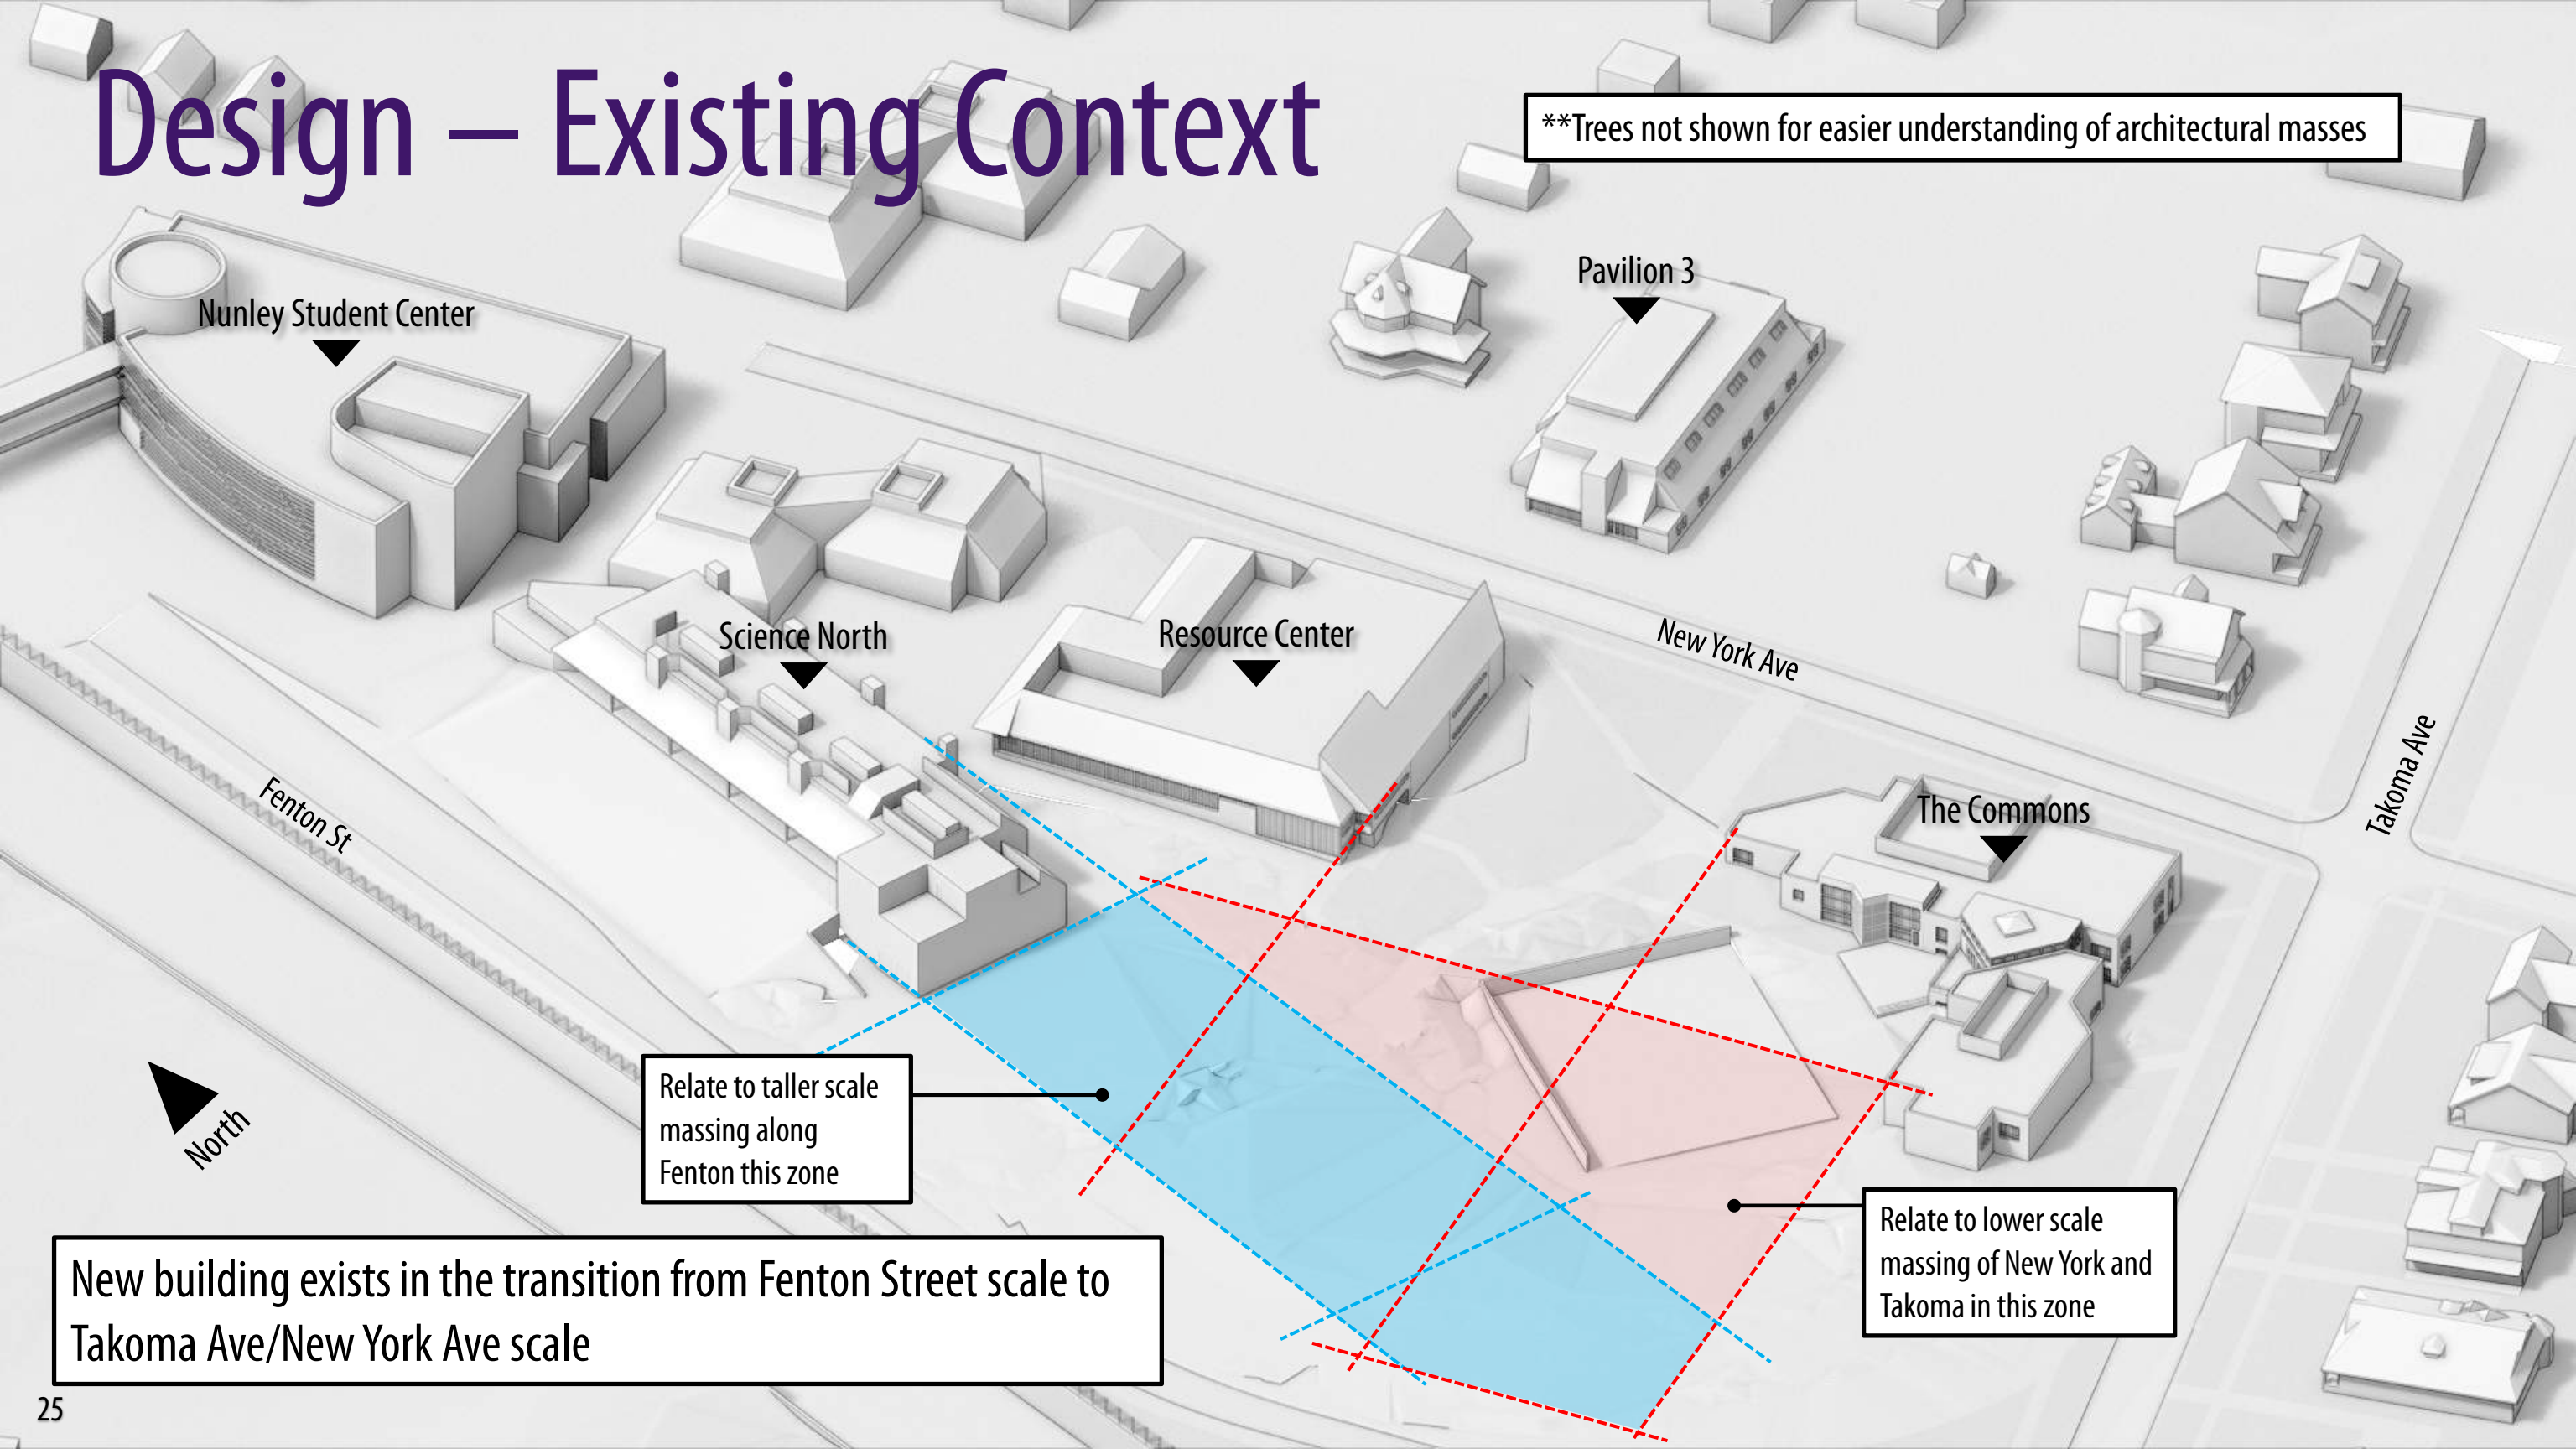 Design – Existing Context
**Trees not shown for easier understanding of architectural masses
Pavilion 3
Nunley Student Center
Science North
Resource Center
New York Ave
Takoma Ave
The Commons
Fenton St
North
Relate to taller scale
massing along
Fenton this zone
Relate to lower scale
massing of New York and
Takoma in this zone
New building exists in the transition from Fenton Street scale to
Takoma Ave/New York Ave scale
25